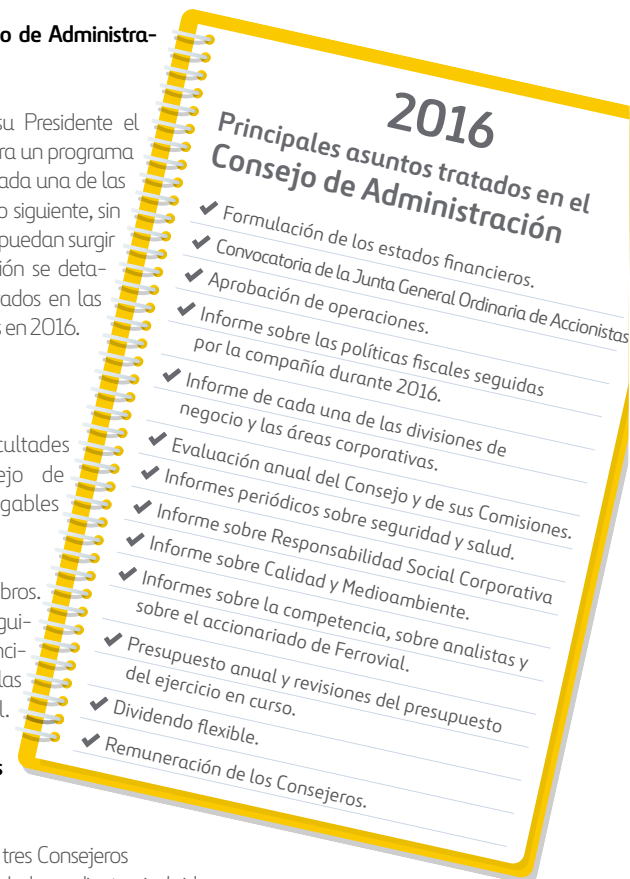 o de Administra-
su Presidente el
ra un programa
ada una de las
o siguiente, sin
puedan surgir
ión se deta-
tados en las
s en 2016.
cultades
ejo de
gables
bros.
gui-
nci-
las
l.
s
tres Consejeros
2016
Principales asuntos tratados en el
Consejo de Administración
✔ Formulación de los estados financieros.
✔ Convocatoria de la Junta General Ordinaria de Accionistas
✔ Aprobación de operaciones.
✔ Informe sobre las políticas fiscales seguidas
por la compañía durante 2016.
✔ Informe de cada una de las divisiones de
negocio y las áreas corporativas.
✔ Evaluación anual del Consejo y de sus Comisiones.
✔ Informes periódicos sobre seguridad y salud.
✔ Informe sobre Responsabilidad Social Corporativa
✔ Informe sobre Calidad y Medioambiente.
✔ Informes sobre la competencia, sobre analistas y
sobre el accionariado de Ferrovial.
✔ Presupuesto anual y revisiones del presupuesto
del ejercicio en curso.
✔ Dividendo flexible.
✔ Remuneración de los Consejeros.